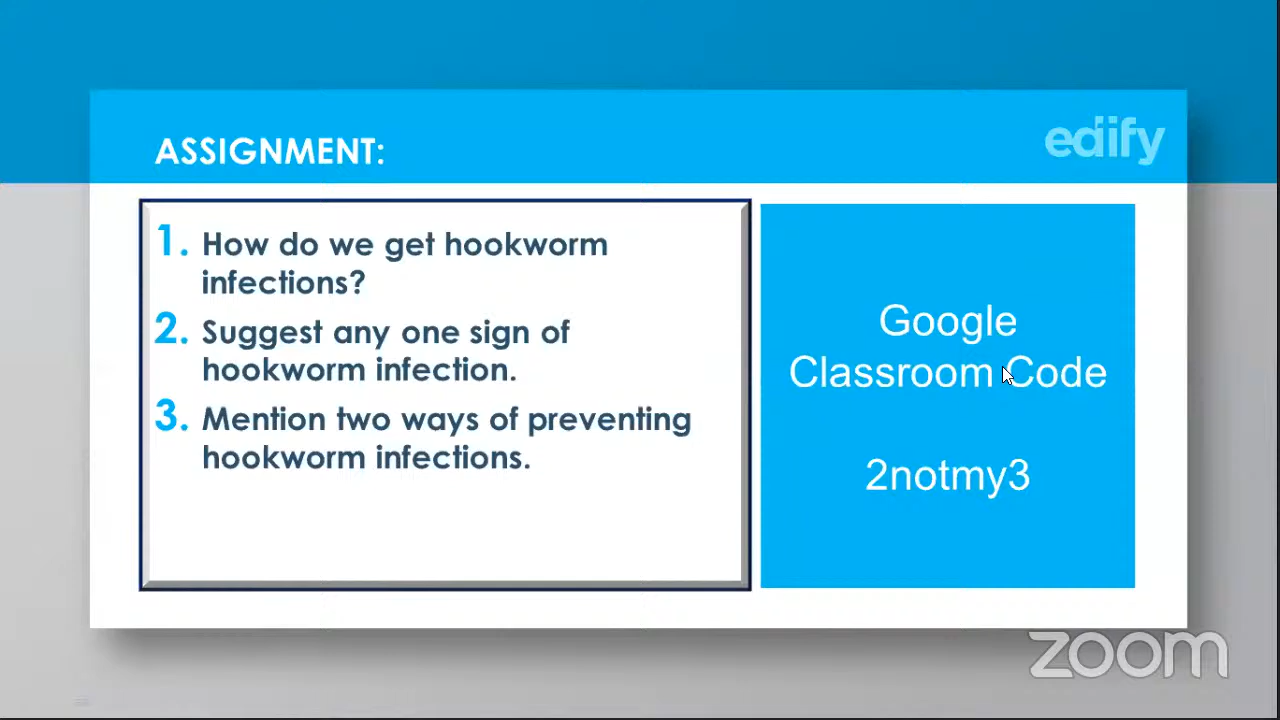 ASSIGNMENT:
edify
1. How do we get hookworm
infections?
2. Suggest any one sign of
hookworm infection.
3. Mention two ways of preventing
hookworm infections.
Google
Classroom Code
2notmy3
zoom